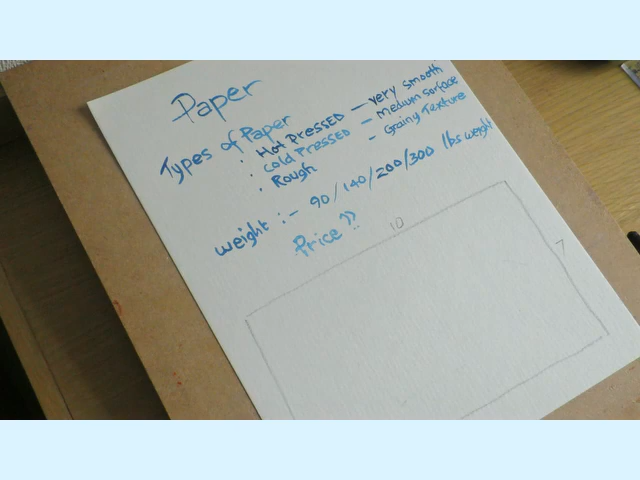 Paper
Types of Paper
. Hot Pressed — very smooth
. Cold Pressed – Medium Surface
. Rough – Grainy Texture
weight :- 90/140/200/300 lbs weight
Price ??
10
7